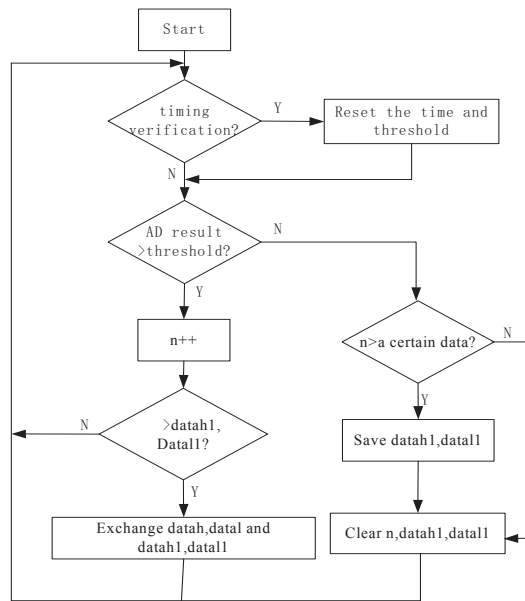 Start
timing
verification?
Y
Reset the time and
threshold
N
AD result
>threshold?
N
Y
n++
n>a certain data?
N
Y
>datah1,
Datal1?
N
Save datah1,datal1
Y
Exchange datah,datal and
datah1,datal1
Clear n,datah1,datal1